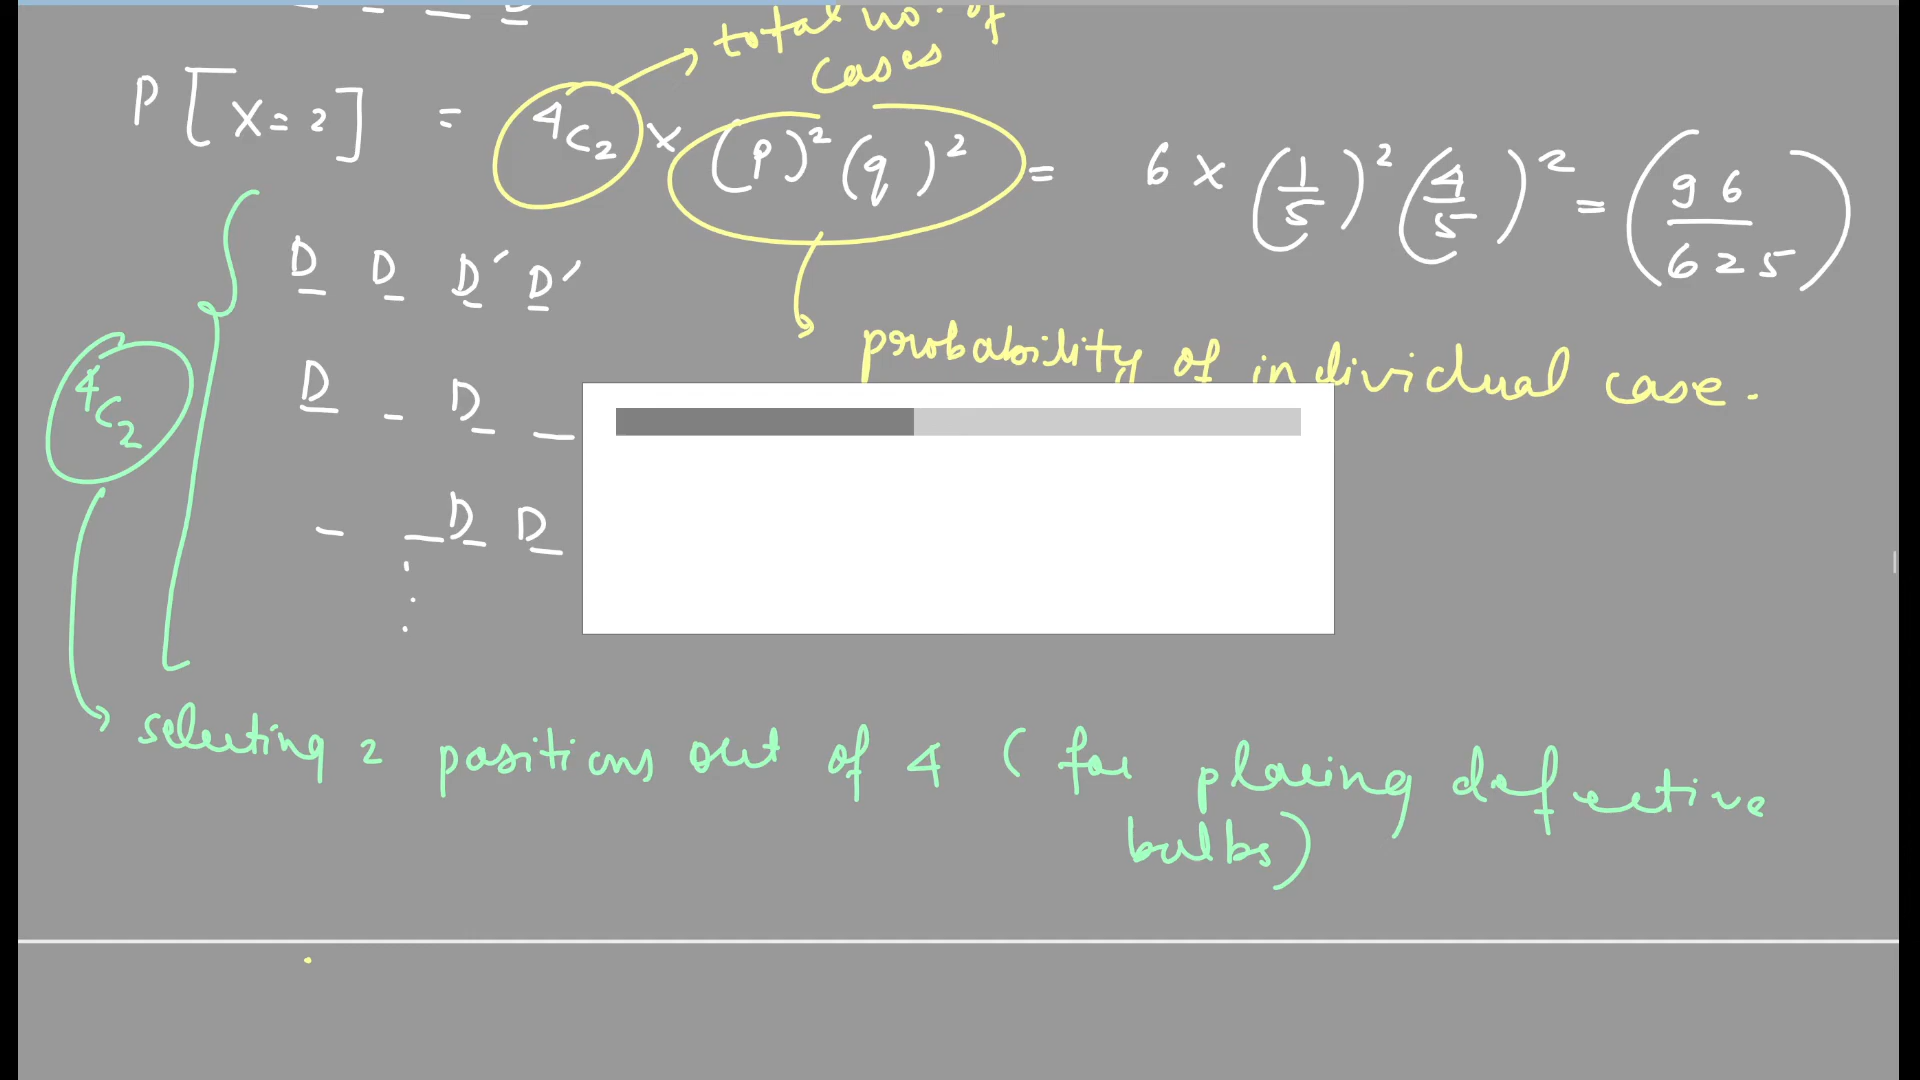 total no. of
cases
P[X=2] = ⁴C₂ × (p)²(q)² = 6 × (1/5)²(4/5)² = (96/625)
D D D′ D′
probability of individual case.
D _ D _
⁴C₂
_ _ D D
selecting 2 positions out of 4 (for placing defective
bulbs)